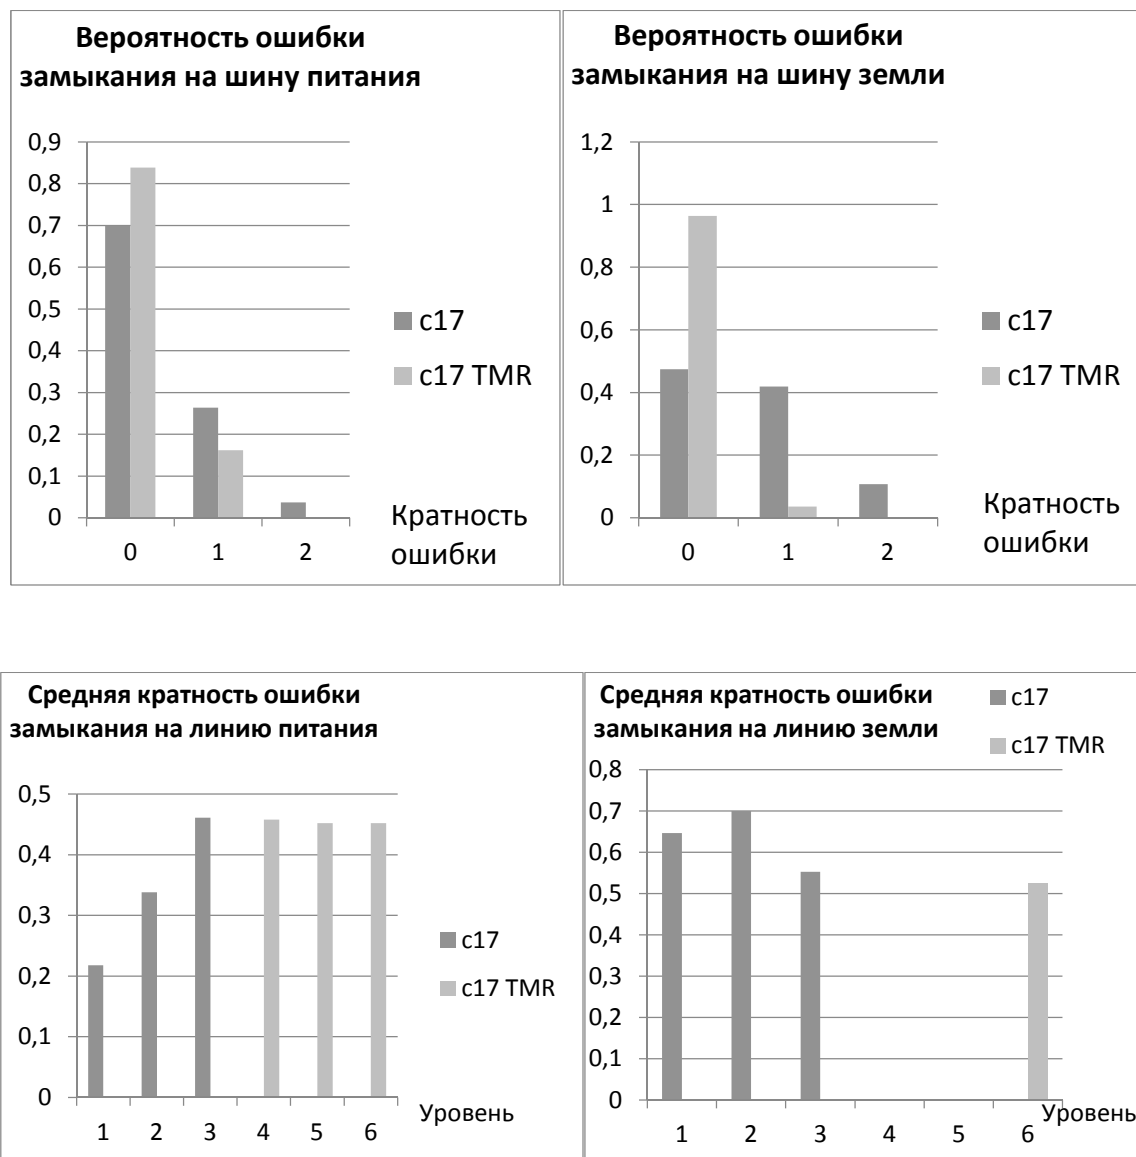 Вероятность ошибки
замыкания на шину питания
0,9
0,8
0,7
0,6
0,5
0,4
0,3
0,2
0,1
0
0 1 2
c17
c17 TMR
Кратность
ошибки
Вероятность ошибки
замыкания на шину земли
1,2
1
0,8
0,6
0,4
0,2
0
0 1 2
c17
c17 TMR
Кратность
ошибки
Средняя кратность ошибки
замыкания на линию питания
0,5
0,4
0,3
0,2
0,1
0
1 2 3 4 5 6
c17
c17 TMR
Уровень
Средняя кратность ошибки
замыкания на линию земли
c17
c17 TMR
0,8
0,7
0,6
0,5
0,4
0,3
0,2
0,1
0
1 2 3 4 5 6
Уровень